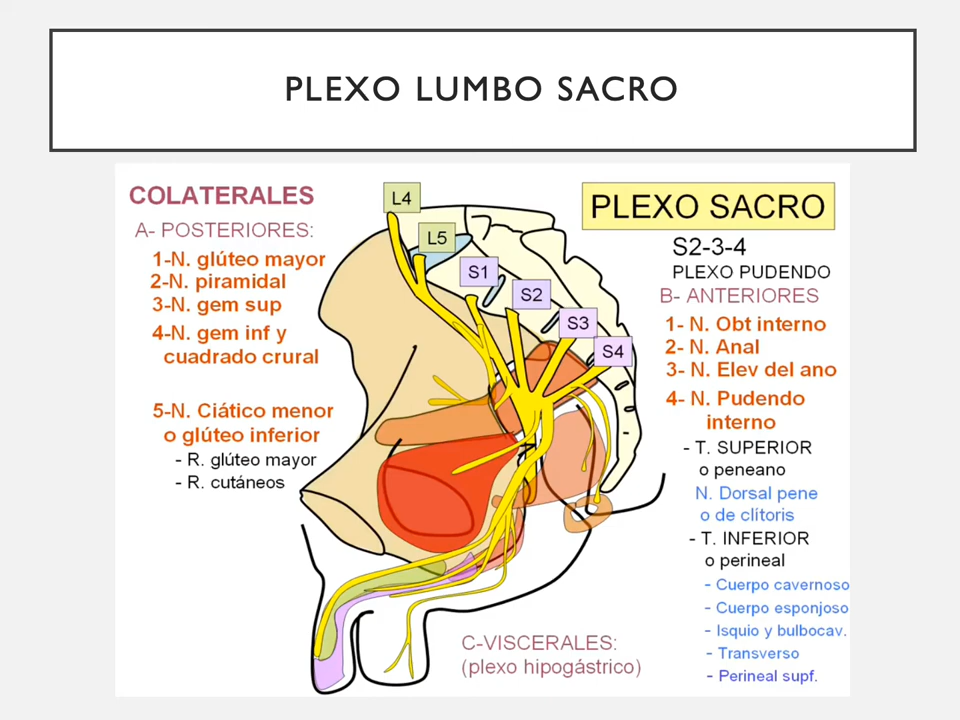 PLEXO LUMBO SACRO
COLATERALES
A- POSTERIORES:
1-N. glúteo mayor
2-N. piramidal
3-N. gem sup
4-N. gem inf y
cuadrado crural
5-N. Ciático menor
o glúteo inferior
- R. glúteo mayor
- R. cutáneos
L4
L5
S1
S2
S3
S4
PLEXO SACRO
S2-3-4
PLEXO PUDENDO
B- ANTERIORES
1- N. Obt interno
2- N. Anal
3- N. Elev del ano
4- N. Pudendo
interno
- T. SUPERIOR
o peneano
N. Dorsal pene
o de clítoris
- T. INFERIOR
o perineal
- Cuerpo cavernoso
- Cuerpo esponjoso
- Isquio y bulbocav.
- Transverso
- Perineal supf.
C-VISCERALES:
(plexo hipogástrico)